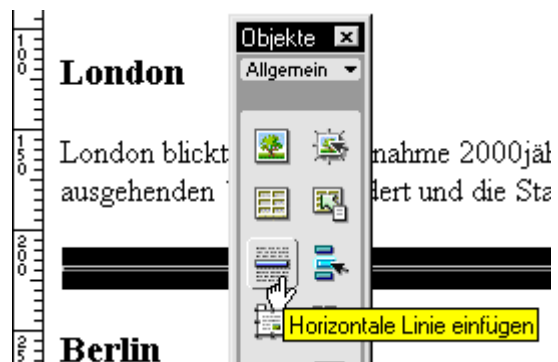 100
Objekte
Allgemein
London
150
London blickt
nahme 2000jäh
ausgehenden
dert und die Sta
200
Horizontale Linie einfügen
Berlin